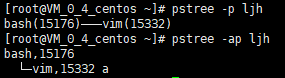 [root@VM_0_4_centos ~]# pstree -p ljh
bash(15176)───vim(15332)
[root@VM_0_4_centos ~]# pstree -ap ljh
bash,15176
  └─vim,15332 a